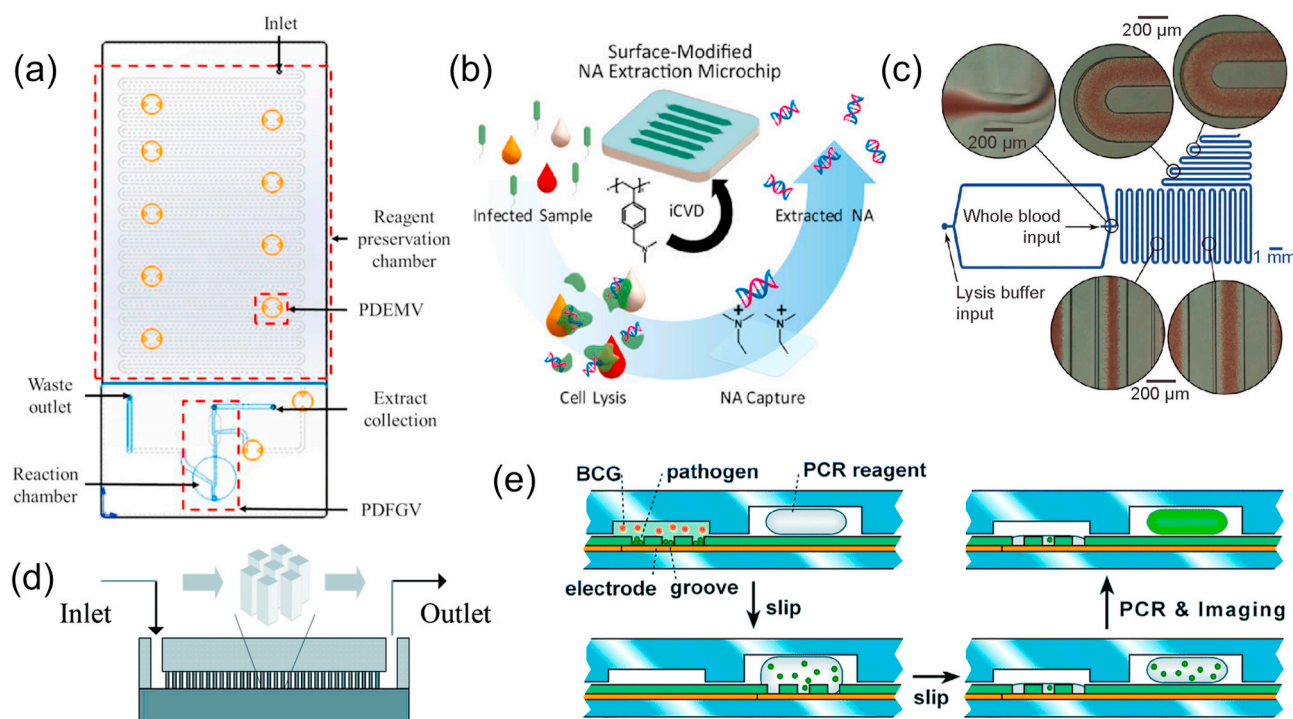 (a)
Inlet
Reagent
preservation
chamber
PDEMV
Waste
outlet
Extract
collection
Reaction
chamber
PDFGV
(b)
Surface-Modified
NA Extraction Microchip
Infected Sample
iCVD
Extracted NA
n
N
+ +
N N
Cell Lysis
NA Capture
(c)
200 μm
200 μm
200 μm
Whole blood
input
1 mm
Lysis buffer
input
200 μm
(d)
Inlet
Outlet
(e)
BCG
pathogen
PCR reagent
electrode
groove
slip
PCR & Imaging
slip